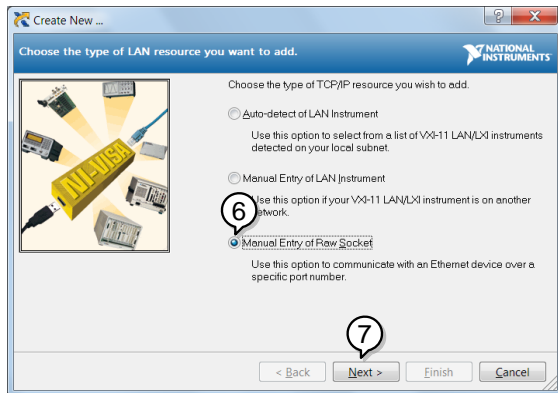 Create New ...
Choose the type of LAN resource you want to add.
NATIONAL
INSTRUMENTS
NI-VISA
Choose the type of TCP/IP resource you wish to add.
Auto-detect of LAN Instrument
Use this option to select from a list of VXI-11 LAN/LXI instruments
detected on your local subnet.
Manual Entry of LAN Instrument
Use this option if your VXI-11 LAN/LXI instrument is on another
network.
6
Manual Entry of Raw Socket
Use this option to communicate with an Ethernet device over a
specific port number.
7
< Back
Next >
Finish
Cancel